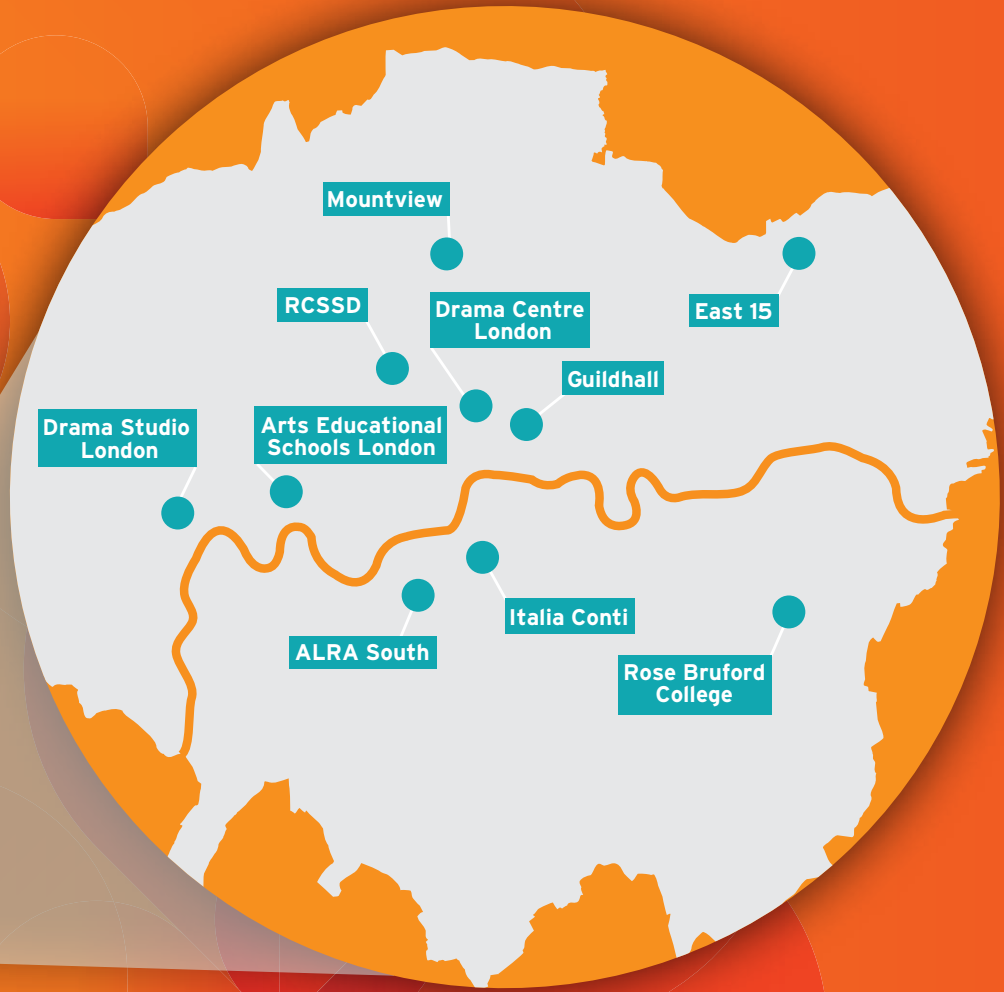 Mountview
RCSSD
Drama Centre
London
East 15
Guildhall
Drama Studio
London
Arts Educational
Schools London
Italia Conti
ALRA South
Rose Bruford
College